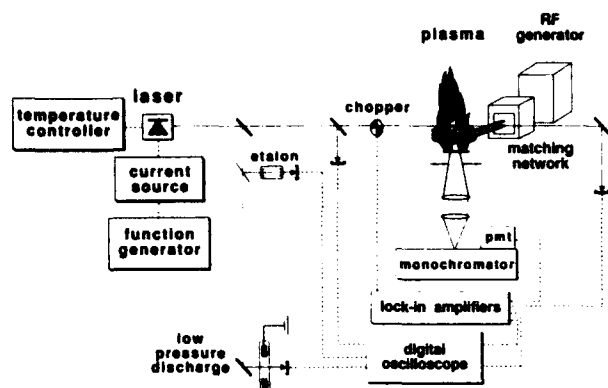 RF
generator
plasma
laser
chopper
temperature
controller
matching
network
etalon
current
source
function
generator
pmt
monochromator
lock-in amplifiers
low
pressure
discharge
digital
oscilloscope